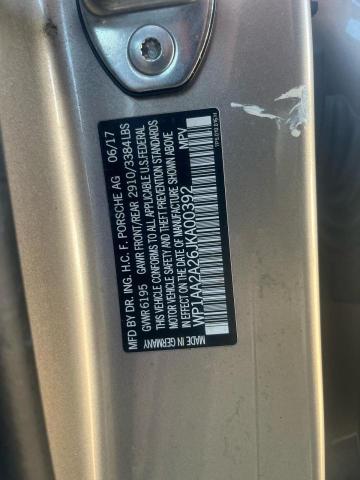 MFD BY DR. ING. H.C. F. PORSCHE AG 06/17
GVWR 6195 GAWR FRONT/REAR 2910/3384LBS
THIS VEHICLE CONFORMS TO ALL APPLICABLE U.S.FEDERAL
MOTOR VEHICLE SAFETY AND THEFT PREVENTION STANDARDS
IN EFFECT ON THE DATE OF MANUFACTURE SHOWN ABOVE.
WP1AA2A26JKA00392 MPV
MADE IN GERMANY